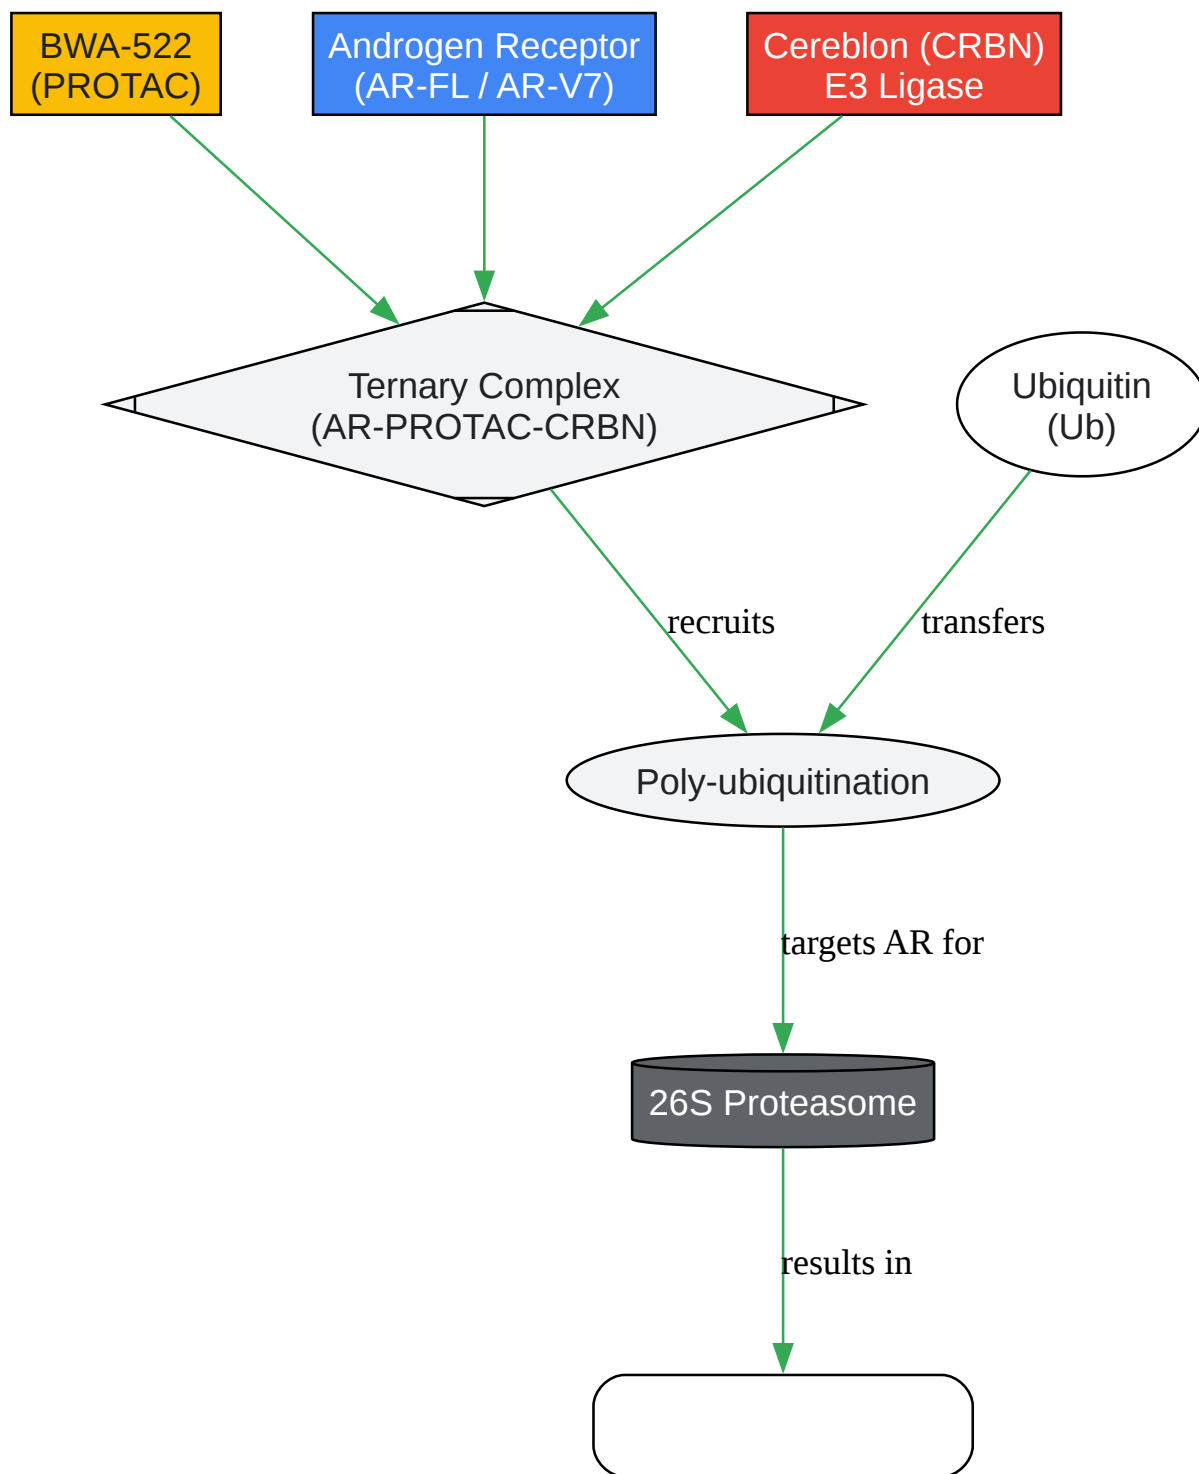 BWA-522
(PROTAC)
Androgen Receptor
(AR-FL / AR-V7)
Cereblon (CRBN)
E3 Ligase
Ternary Complex
(AR-PROTAC-CRBN)
Ubiquitin
(Ub)
recruits
transfers
Poly-ubiquitination
targets AR for
26S Proteasome
results in